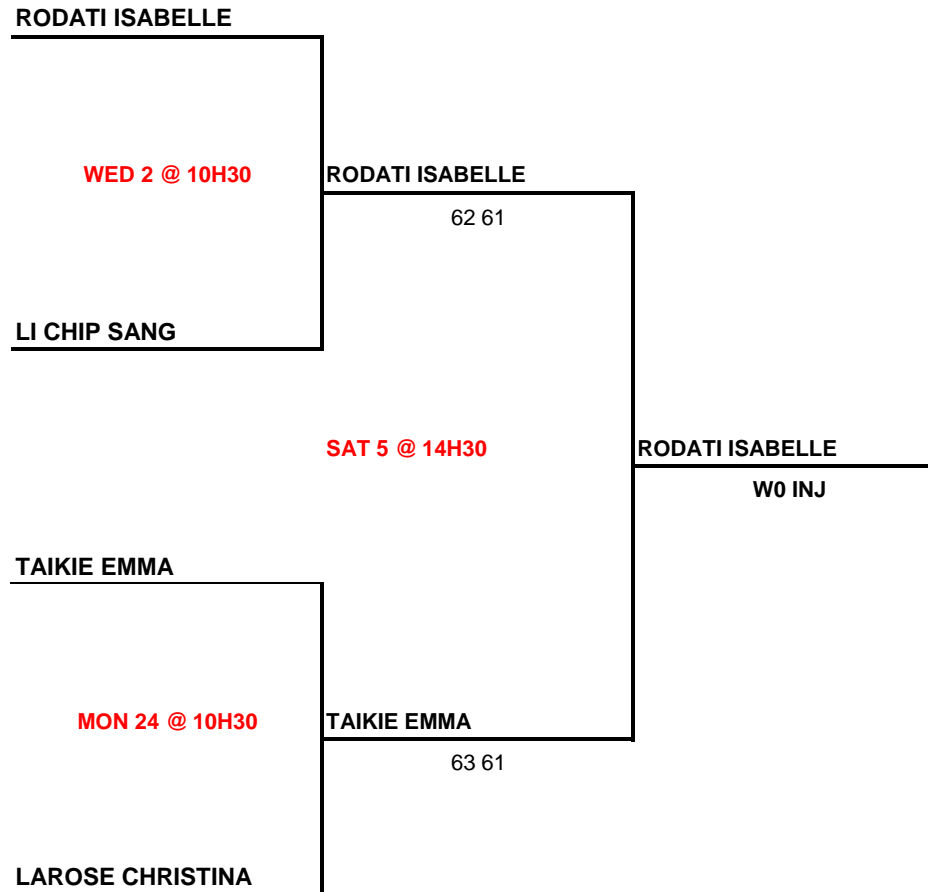 RODATI ISABELLE
WED 2 @ 10H30
RODATI ISABELLE
62 61
LI CHIP SANG
SAT 5 @ 14H30
RODATI ISABELLE
W0 INJ
TAIKIE EMMA
MON 24 @ 10H30
TAIKIE EMMA
63 61
LAROSE CHRISTINA